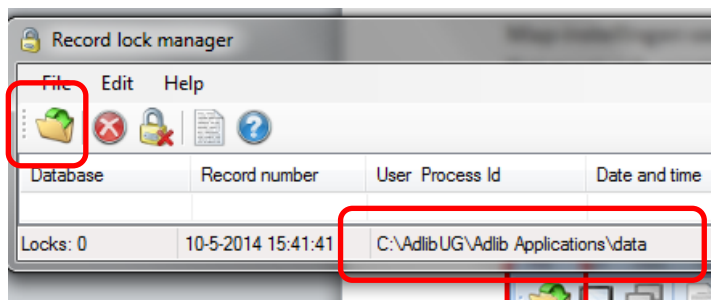 Record lock manager
File Edit Help
Database Record number User Process Id Date and time
Locks: 0 10-5-2014 15:41:41 C:\AdlibUG\Adlib Applications\data